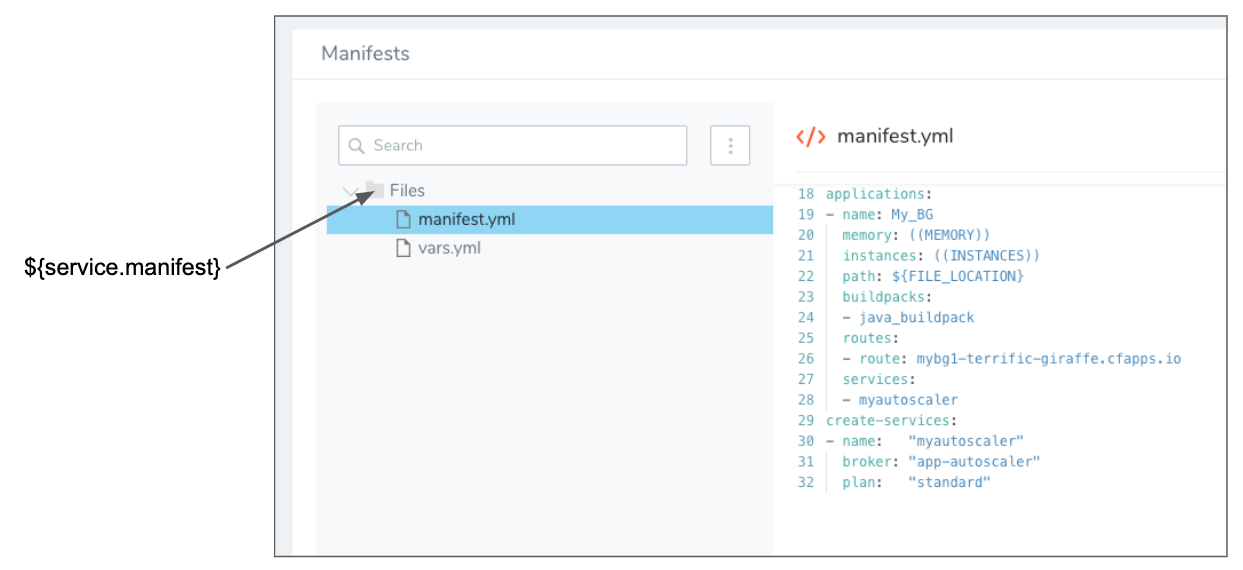 Manifests
Search
Files
manifest.yml
vars.yml
${service.manifest}
</> manifest.yml
18 applications:
19 - name: My_BG
20   memory: ((MEMORY))
21   instances: ((INSTANCES))
22   path: ${FILE_LOCATION}
23   buildpacks:
24   - java_buildpack
25   routes:
26   - route: mybg1-terrific-giraffe.cfapps.io
27   services:
28   - myautoscaler
29 create-services:
30 - name:   "myautoscaler"
31   broker: "app-autoscaler"
32   plan:   "standard"